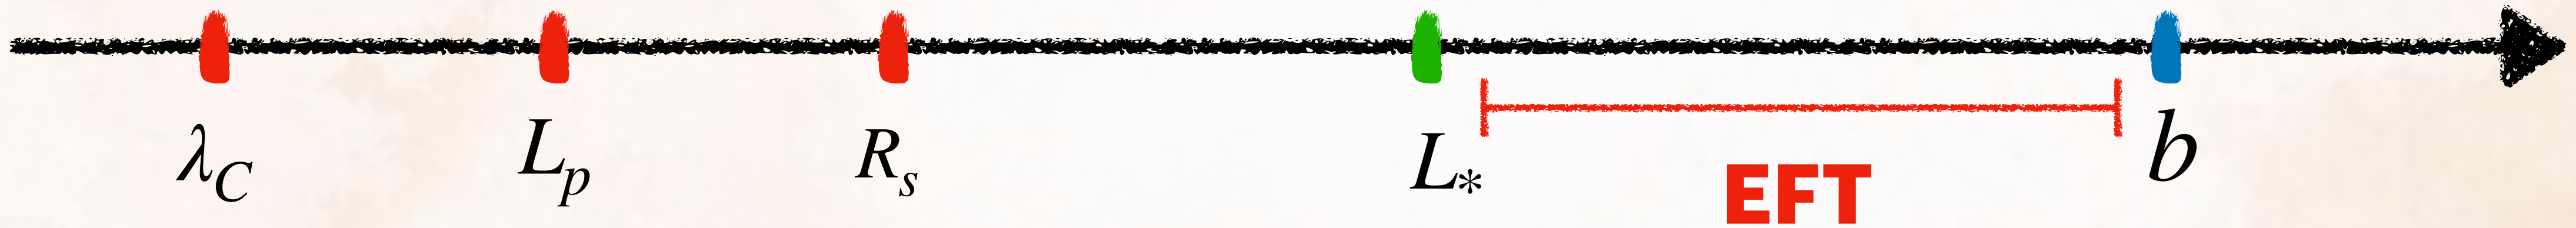 λ_C L_p R_s L_* b
EFT